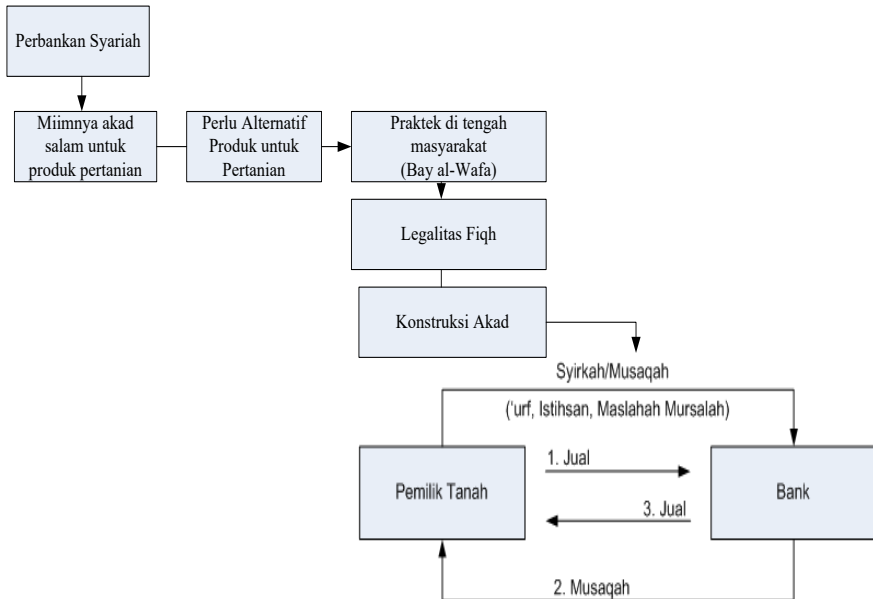 Perbankan Syariah
Miimnya akad
salam untuk
produk pertanian
Perlu Alternatif
Produk untuk
Pertanian
Praktek di tengah
masyarakat
(Bay al-Wafa)
Legalitas Fiqh
Konstruksi Akad
Syirkah/Musaqah
('urf, Istihsan, Maslahah Mursalah)
Pemilik Tanah
1. Jual
3. Jual
Bank
2. Musaqah